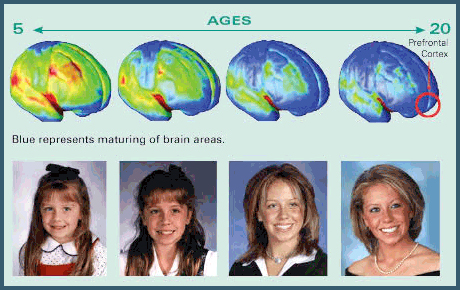 AGES
5 20
Prefrontal
Cortex
Blue represents maturing of brain areas.